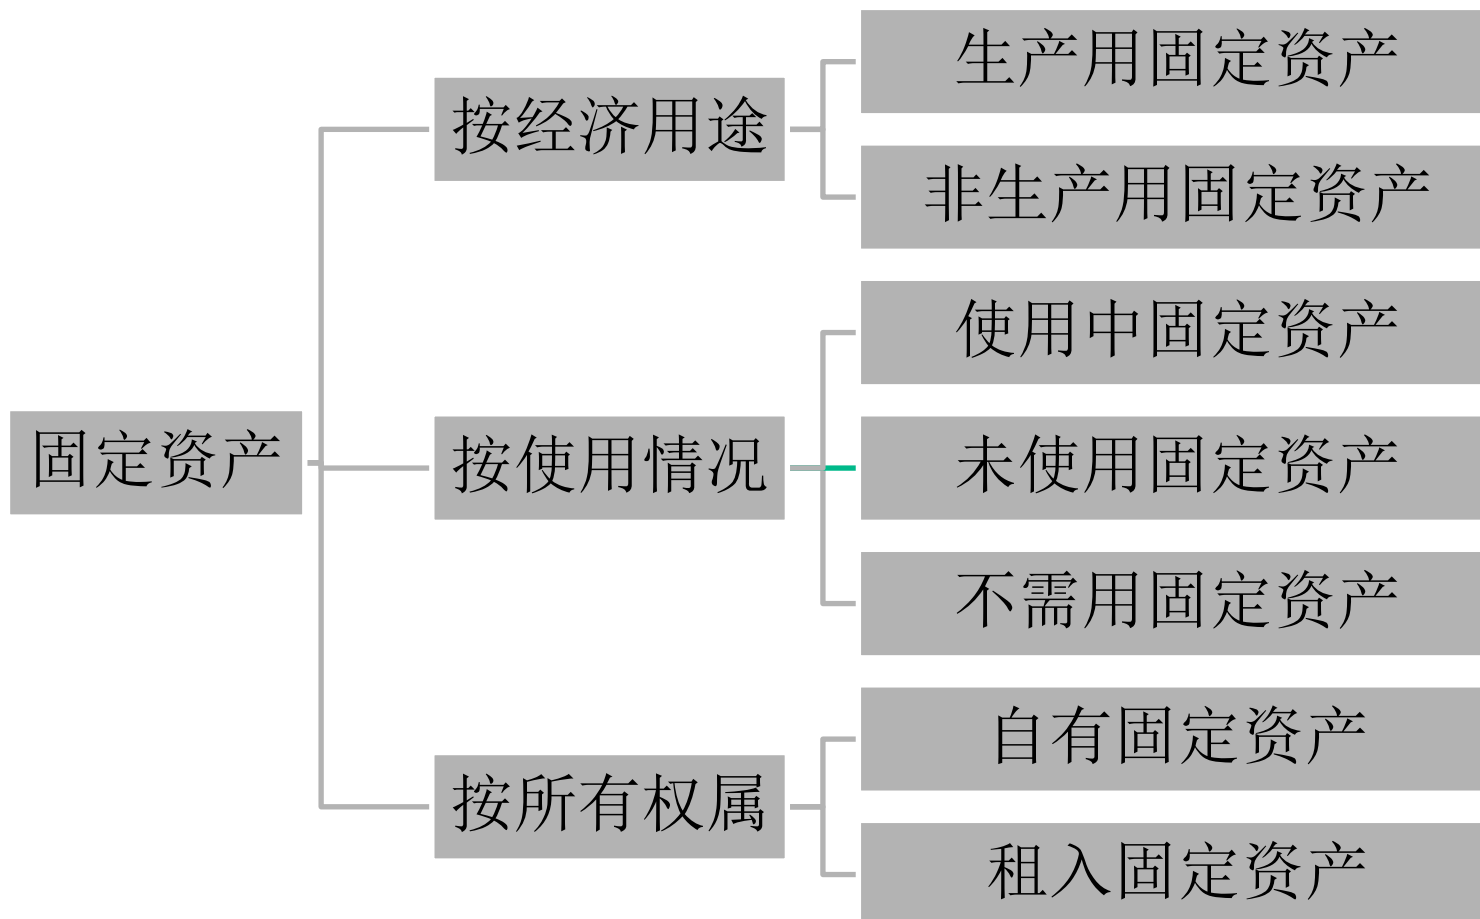 固定资产
按经济用途
生产用固定资产
非生产用固定资产
按使用情况
使用中固定资产
未使用固定资产
不需用固定资产
按所有权属
自有固定资产
租入固定资产